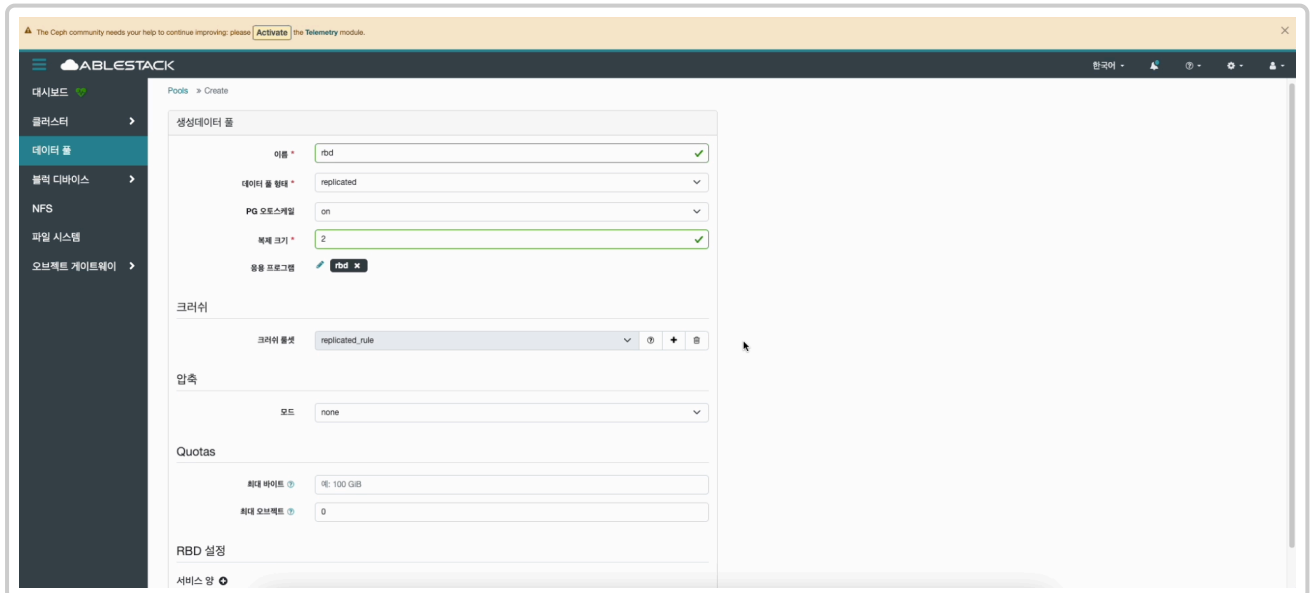 The Ceph community needs your help to continue improving: please Activate the Telemetry module.
ABLESTACK
한국어
대시보드
Pools » Create
클러스터
생성데이터 풀
데이터 풀
이름 * rbd
데이터 풀 형태 * replicated
블럭 디바이스
NFS
PG 오토스케일 on
파일 시스템
복제 크기 * 2
오브젝트 게이트웨이
응용 프로그램 rbd x
크러쉬
크러쉬 룰셋 replicated_rule
압축
모드 none
Quotas
최대 바이트 예: 100 GiB
최대 오브젝트 0
RBD 설정
서비스 양